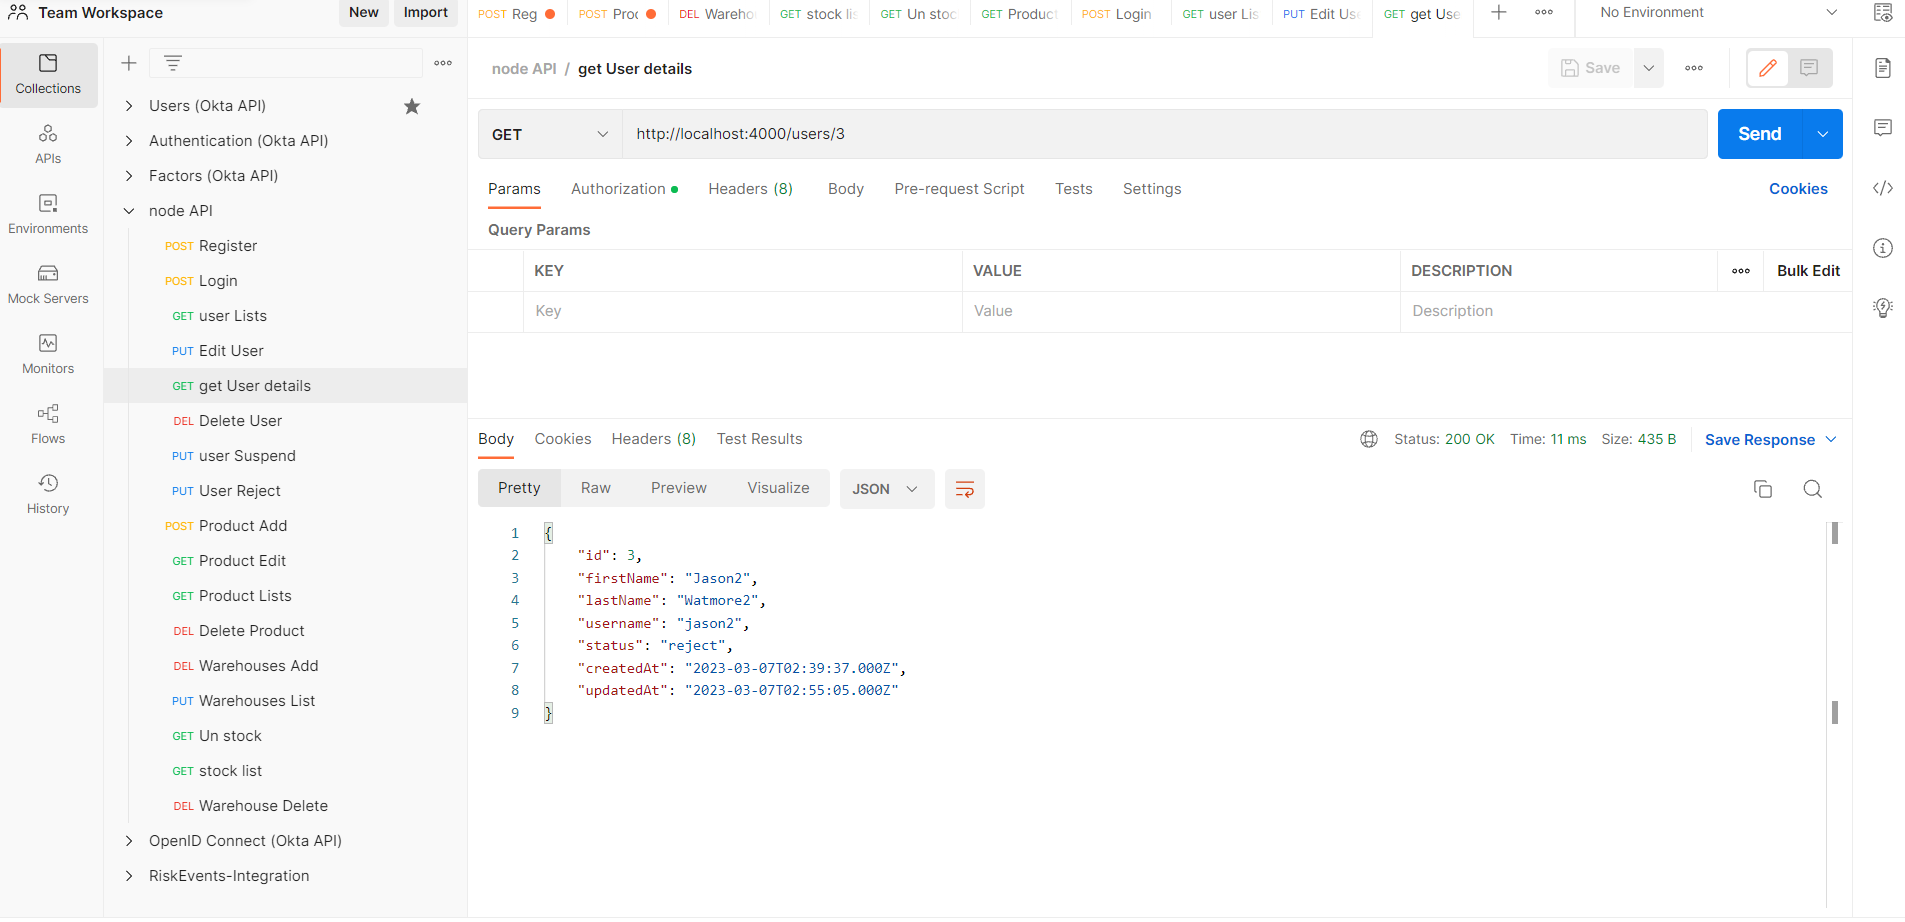 Team Workspace
New
Import
POST Reg
POST Proc
DEL Wareho
GET stock lis
GET Un stoc
GET Product
POST Login
GET user Lis
PUT Edit Use
GET get Use
No Environment
Collections
APIs
Environments
Mock Servers
Monitors
Flows
History
Users (Okta API)
Authentication (Okta API)
Factors (Okta API)
node API
POST Register
POST Login
GET user Lists
PUT Edit User
GET get User details
DEL Delete User
PUT user Suspend
PUT User Reject
POST Product Add
GET Product Edit
GET Product Lists
DEL Delete Product
DEL Warehouses Add
PUT Warehouses List
GET Un stock
GET stock list
DEL Warehouse Delete
OpenID Connect (Okta API)
RiskEvents-Integration
node API / get User details
Save
GET
http://localhost:4000/users/3
Send
Params
Authorization
Headers (8)
Body
Pre-request Script
Tests
Settings
Cookies
Query Params
KEY
VALUE
DESCRIPTION
Bulk Edit
Key
Value
Description
Body
Cookies
Headers (8)
Test Results
Status: 200 OK
Time: 11 ms
Size: 435 B
Save Response
Pretty
Raw
Preview
Visualize
JSON
1 {
2 "id": 3,
3 "firstName": "Jason2",
4 "lastName": "Watmore2",
5 "username": "jason2",
6 "status": "reject",
7 "createdAt": "2023-03-07T02:39:37.000Z",
8 "updatedAt": "2023-03-07T02:55:05.000Z"
9 }